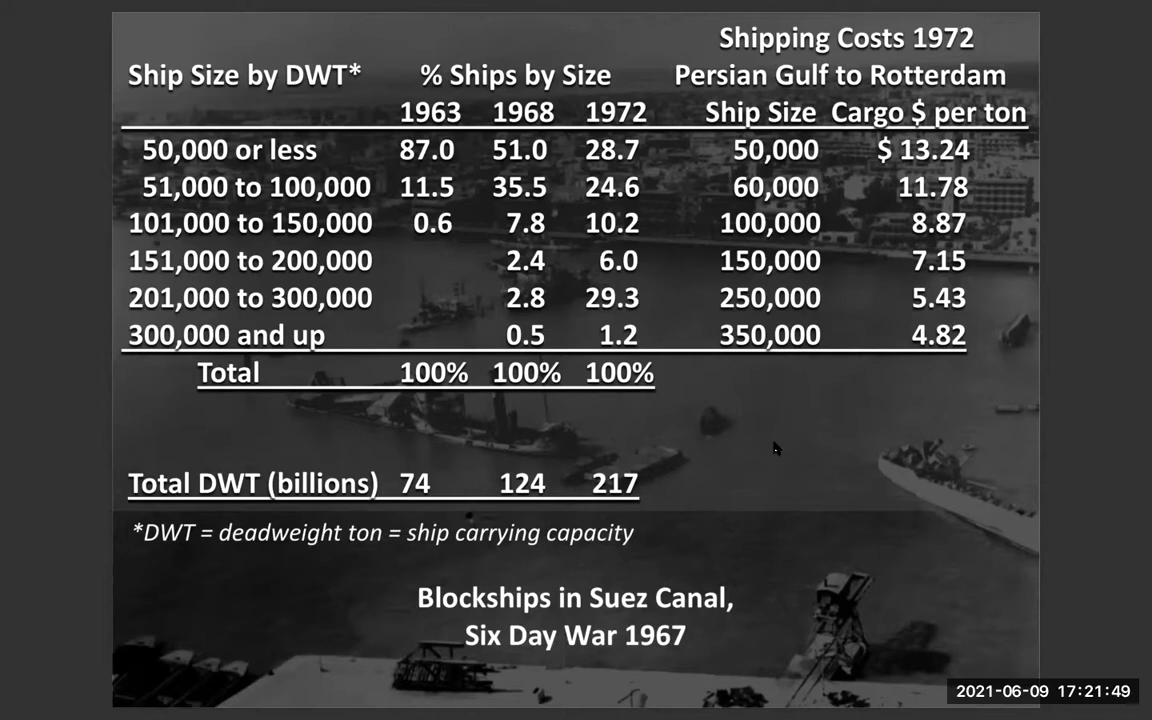 Shipping Costs 1972
Ship Size by DWT* % Ships by Size Persian Gulf to Rotterdam
1963 1968 1972 Ship Size Cargo $ per ton
50,000 or less 87.0 51.0 28.7 50,000 $ 13.24
51,000 to 100,000 11.5 35.5 24.6 60,000 11.78
101,000 to 150,000 0.6 7.8 10.2 100,000 8.87
151,000 to 200,000 2.4 6.0 150,000 7.15
201,000 to 300,000 2.8 29.3 250,000 5.43
300,000 and up 0.5 1.2 350,000 4.82
Total 100% 100% 100%
Total DWT (billions) 74 124 217
*DWT = deadweight ton = ship carrying capacity
Blockships in Suez Canal,
Six Day War 1967
2021-06-09 17:21:49